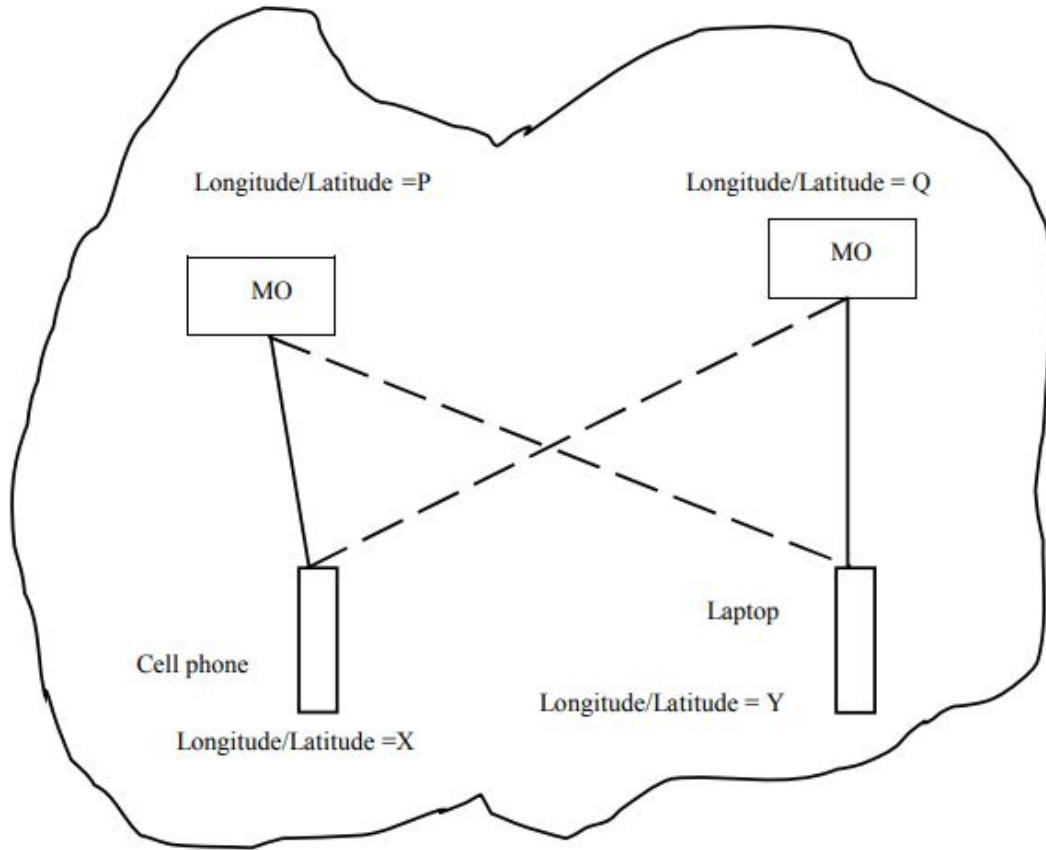 Longitude/Latitude =P
Longitude/Latitude = Q
MO
MO
Laptop
Cell phone
Longitude/Latitude = Y
Longitude/Latitude =X